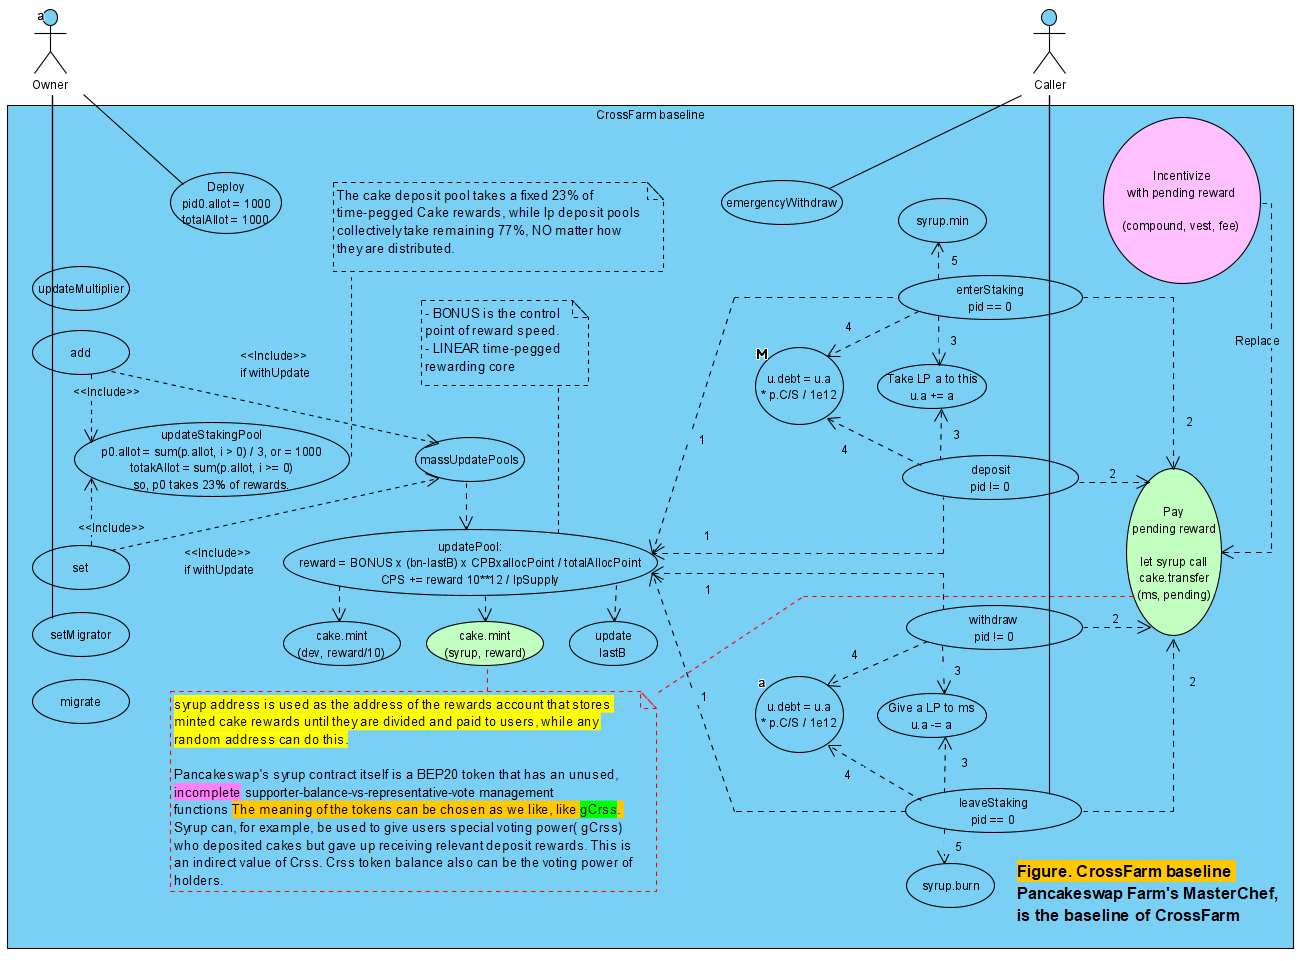 a
Owner
Caller
CrossFarm baseline
Deploy
pid0.allot = 1000
totalAllot = 1000
The cake deposit pool takes a fixed 23% of
time-pegged Cake rewards, while lp deposit pools
collectively take remaining 77%, NO matter how
they are distributed.
emergencyWithdraw
syrup.min
Incentivize
with pending reward
(compound, vest, fee)
updateMultiplier
5
enterStaking
pid == 0
- BONUS is the control
point of reward speed.
- LINEAR time-pegged
rewarding core
add
<<Include>>
if withUpdate
<<Include>>
4
3
Replace
M
u.debt = u.a
* p.C/S / 1e12
Take LP a to this
u.a += a
updateStakingPool
p0.allot = sum(p.allot, i > 0) / 3, or = 1000
totakAllot = sum(p.allot, i >= 0)
so, p0 takes 23% of rewards.
massUpdatePools
1
4
3
2
deposit
pid != 0
2
<<Include>>
<<Include>>
if withUpdate
set
updatePool:
reward = BONUS x (bn-lastB) x CPBxallocPoint / totalAllocPoint
CPS += reward 10**12 / lpSupply
1
1
Pay
pending reward
let syrup call
cake.transfer
(ms, pending)
setMigrator
cake.mint
(dev, reward/10)
cake.mint
(syrup, reward)
update
lastB
withdraw
pid != 0
2
4
3
2
1
migrate
a
u.debt = u.a
* p.C/S / 1e12
Give a LP to ms
u.a -= a
syrup address is used as the address of the rewards account that stores
minted cake rewards until they are divided and paid to users, while any
random address can do this.
Pancakeswap's syrup contract itself is a BEP20 token that has an unused,
incomplete supporter-balance-vs-representative-vote management
functions The meaning of the tokens can be chosen as we like, like gCrss.
Syrup can, for example, be used to give users special voting power( gCrss)
who deposited cakes but gave up receiving relevant deposit rewards. This is
an indirect value of Crss. Crss token balance also can be the voting power of
holders.
4
3
leaveStaking
pid == 0
5
syrup.burn
Figure. CrossFarm baseline
Pancakeswap Farm's MasterChef,
is the baseline of CrossFarm